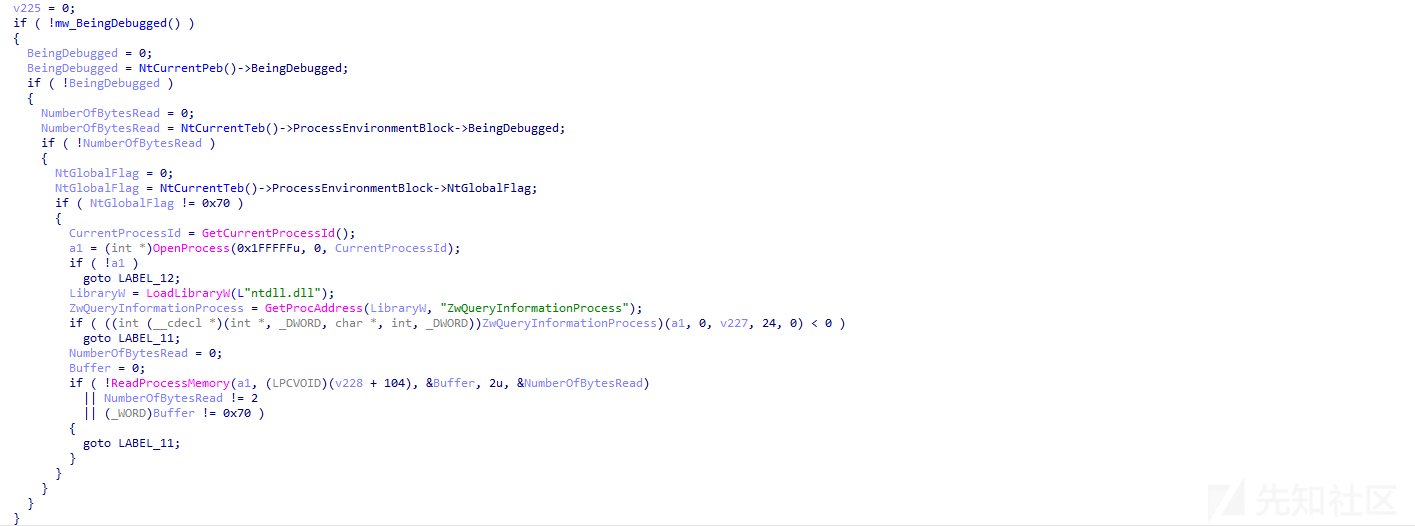 v225 = 0;
if ( !mw_BeingDebugged() )
{
BeingDebugged = 0;
BeingDebugged = NtCurrentPeb()->BeingDebugged;
if ( !BeingDebugged )
{
NumberOfBytesRead = 0;
NumberOfBytesRead = NtCurrentTeb()->ProcessEnvironmentBlock->BeingDebugged;
if ( !NumberOfBytesRead )
{
NtGlobalFlag = 0;
NtGlobalFlag = NtCurrentTeb()->ProcessEnvironmentBlock->NtGlobalFlag;
if ( NtGlobalFlag != 0x70 )
{
CurrentProcessId = GetCurrentProcessId();
a1 = (int *)OpenProcess(0x1FFFFFu, 0, CurrentProcessId);
if ( !a1 )
goto LABEL_12;
LibraryW = LoadLibraryW(L"ntdll.dll");
ZwQueryInformationProcess = GetProcAddress(LibraryW, "ZwQueryInformationProcess");
if ( ((int (__cdecl *)(int *, _DWORD, char *, int, _DWORD))ZwQueryInformationProcess)(a1, 0, v227, 24, 0) < 0 )
goto LABEL_11;
NumberOfBytesRead = 0;
Buffer = 0;
if ( !ReadProcessMemory(a1, (LPCVOID)(v228 + 104), &Buffer, 2u, &NumberOfBytesRead)
|| NumberOfBytesRead != 2
|| (_WORD)Buffer != 0x70 )
{
goto LABEL_11;
}
}
}
}
}
先知社区